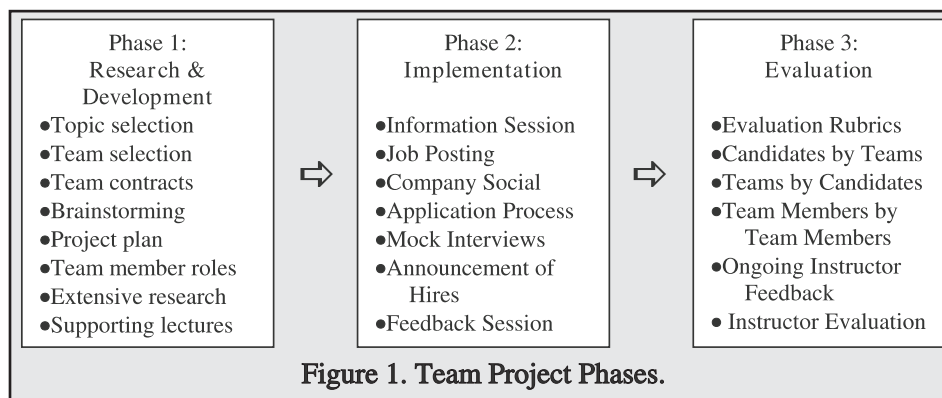 Phase 1:
Research &
Development
●Topic selection
●Team selection
●Team contracts
●Brainstorming
●Project plan
●Team member roles
●Extensive research
●Supporting lectures
Phase 2:
Implementation
●Information Session
●Job Posting
●Company Social
●Application Process
●Mock Interviews
●Announcement of
Hires
●Feedback Session
Phase 3:
Evaluation
●Evaluation Rubrics
●Candidates by Teams
●Teams by Candidates
●Team Members by
Team Members
●Ongoing Instructor
Feedback
● Instructor Evaluation
Figure 1. Team Project Phases.